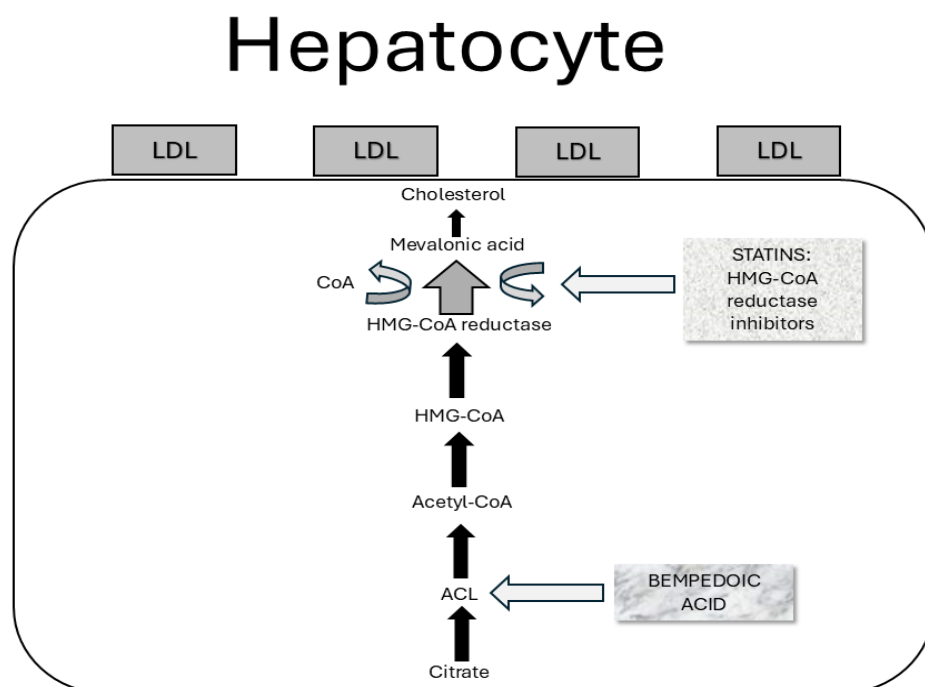 Hepatocyte
LDL
LDL
LDL
LDL
Cholesterol
Mevalonic acid
CoA
HMG-CoA reductase
STATINS:
HMG-CoA
reductase
inhibitors
HMG-CoA
Acetyl-CoA
ACL
BEMPEDOIC
ACID
Citrate